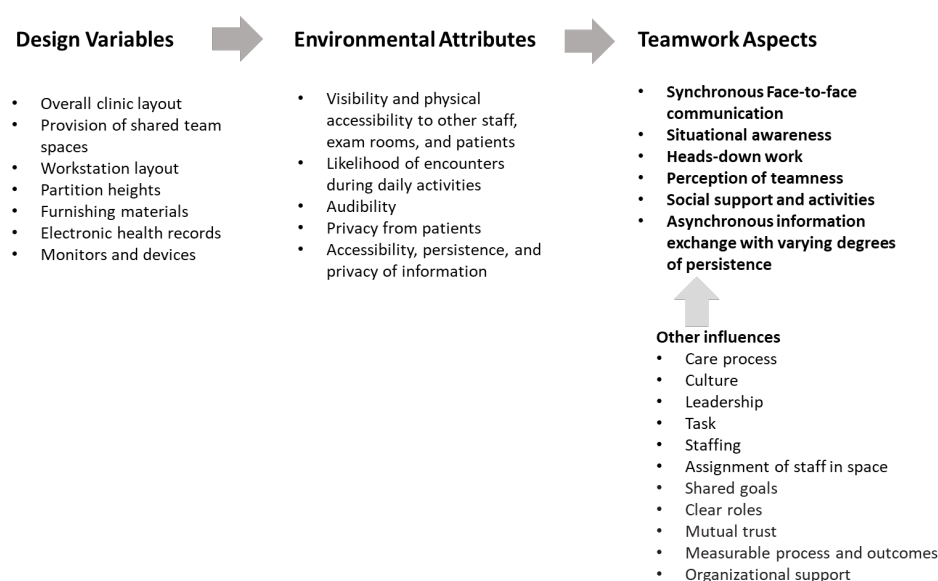 Design Variables
Environmental Attributes
Teamwork Aspects
• Overall clinic layout
• Provision of shared team
spaces
• Workstation layout
• Partition heights
• Furnishing materials
• Electronic health records
• Monitors and devices
• Visibility and physical
accessibility to other staff,
exam rooms, and patients
• Likelihood of encounters
during daily activities
• Audibility
• Privacy from patients
• Accessibility, persistence, and
privacy of information
• Synchronous Face-to-face
communication
• Situational awareness
• Heads-down work
• Perception of teamness
• Social support and activities
• Asynchronous information
exchange with varying degrees
of persistence
Other influences
• Care process
• Culture
• Leadership
• Task
• Staffing
• Assignment of staff in space
• Shared goals
• Clear roles
• Mutual trust
• Measurable process and outcomes
• Organizational support